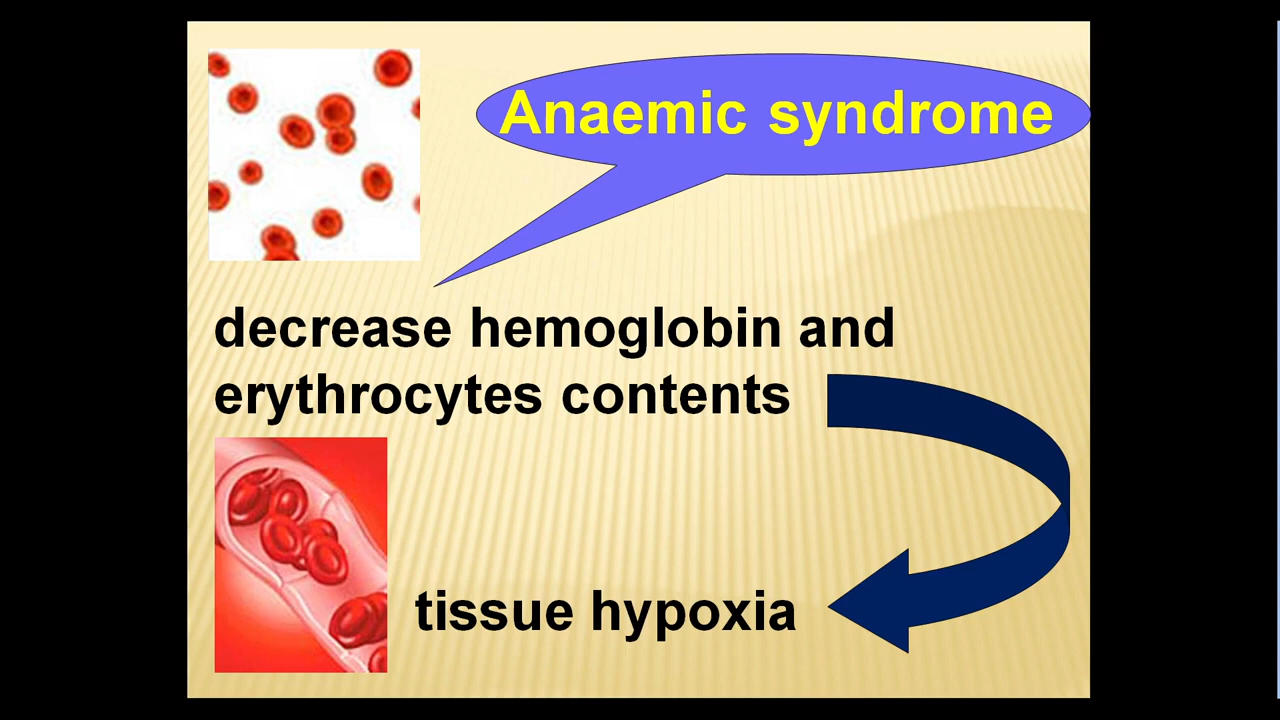 Anaemic syndrome
decrease hemoglobin and
erythrocytes contents
tissue hypoxia